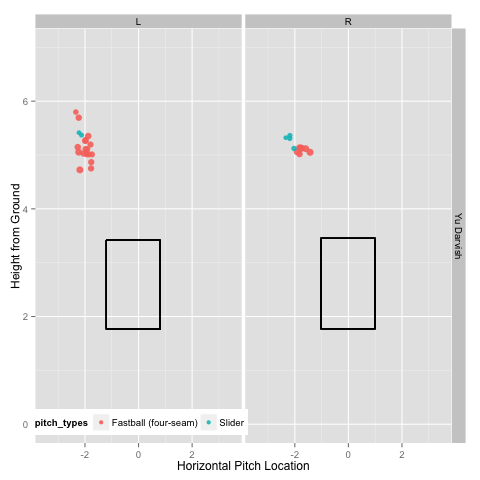 L R
6
4
2
0
Height from Ground
Yu Darvish
pitch_types Fastball (four-seam) Slider
-2 0 2 -2 0 2
Horizontal Pitch Location